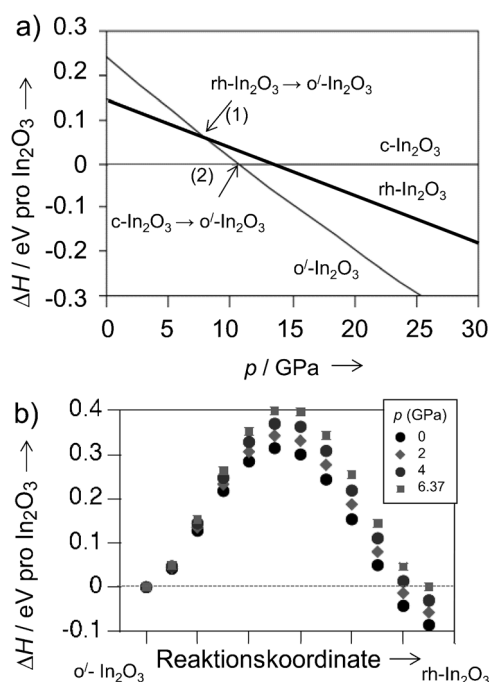 a)
0.3
0.2
0.1
0
-0.1
-0.2
-0.3
ΔH / eV pro In₂O₃ →
rh-In₂O₃ → o′-In₂O₃
(1)
c-In₂O₃
(2)
rh-In₂O₃
c-In₂O₃ → o′-In₂O₃
o′-In₂O₃
0 5 10 15 20 25 30
p / GPa →
b)
0.4
0.3
0.2
0.1
0
-0.1
ΔH / eV pro In₂O₃ →
p (GPa)
0
2
4
6.37
o′- In₂O₃ Reaktionskoordinate → rh-In₂O₃